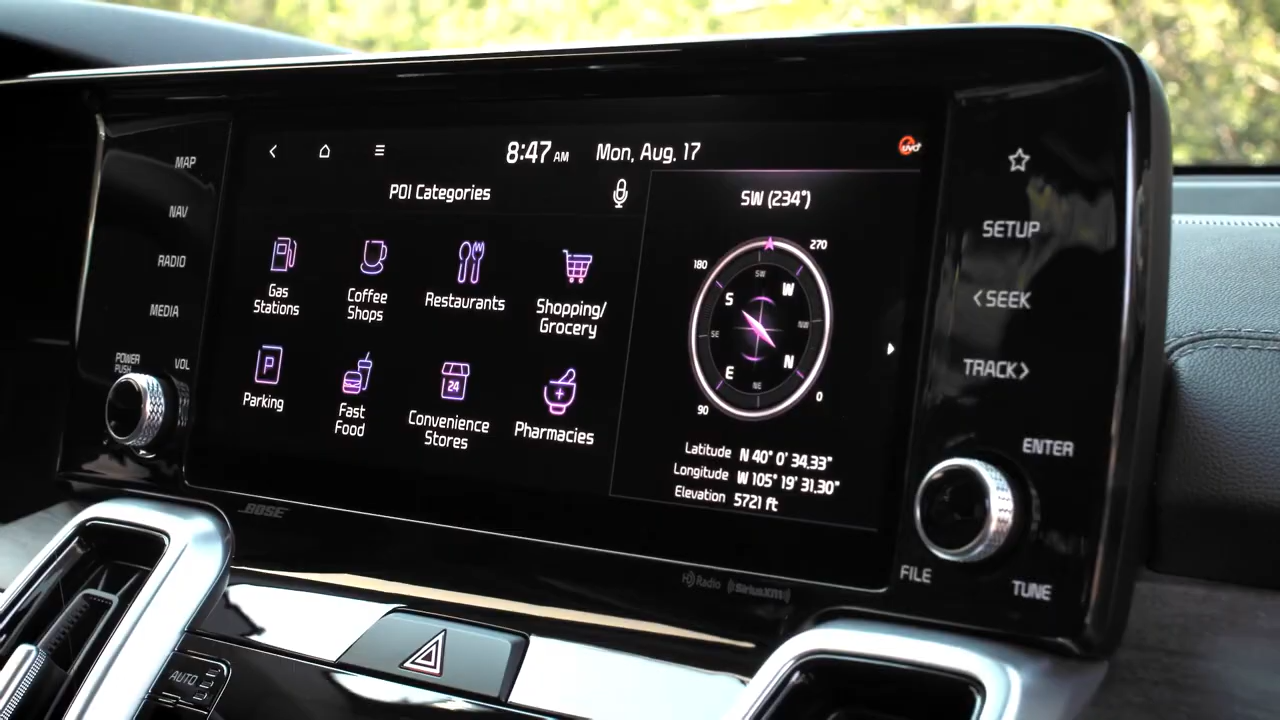 MAP
NAV
RADIO
MEDIA
POWER
PUSH
VOL
8:47 AM
Mon, Aug. 17
UVO
POI Categories
Gas
Stations
Coffee
Shops
Restaurants
Shopping/
Grocery
P
Parking
Fast
Food
24
Convenience
Stores
Pharmacies
SW (234°)
270
180
SW
S
W
SE
NW
E
N
NE
90
0
Latitude N 40° 0' 34.33"
Longitude W 105° 19' 31.30"
Elevation 5721 ft
SETUP
<SEEK
TRACK>
ENTER
FILE
TUNE
BOSE
HD Radio
SiriusXM
AUTO